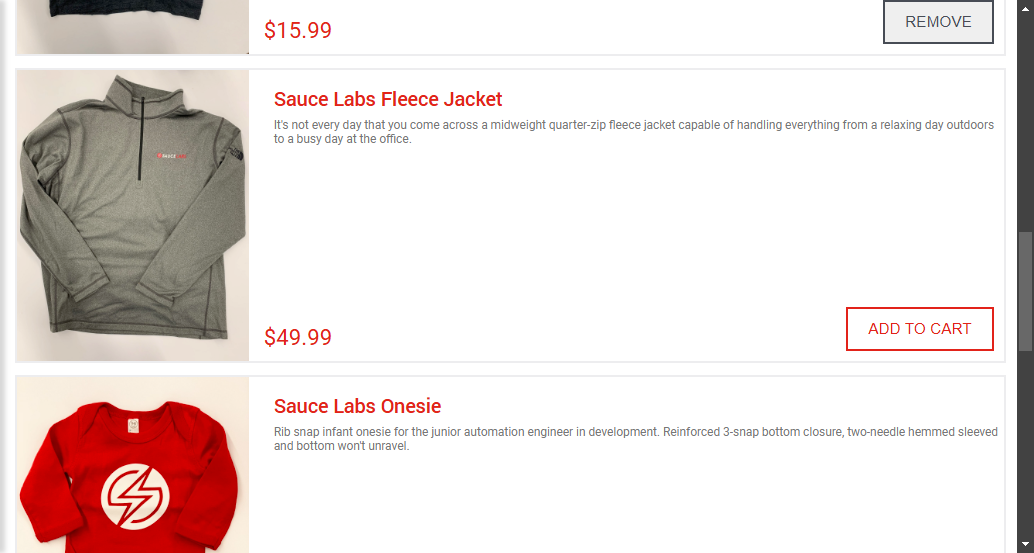 $15.99
REMOVE
Sauce Labs Fleece Jacket
It's not every day that you come across a midweight quarter-zip fleece jacket capable of handling everything from a relaxing day outdoors
to a busy day at the office.
$49.99
ADD TO CART
Sauce Labs Onesie
Rib snap infant onesie for the junior automation engineer in development. Reinforced 3-snap bottom closure, two-needle hemmed sleeved
and bottom won't unravel.